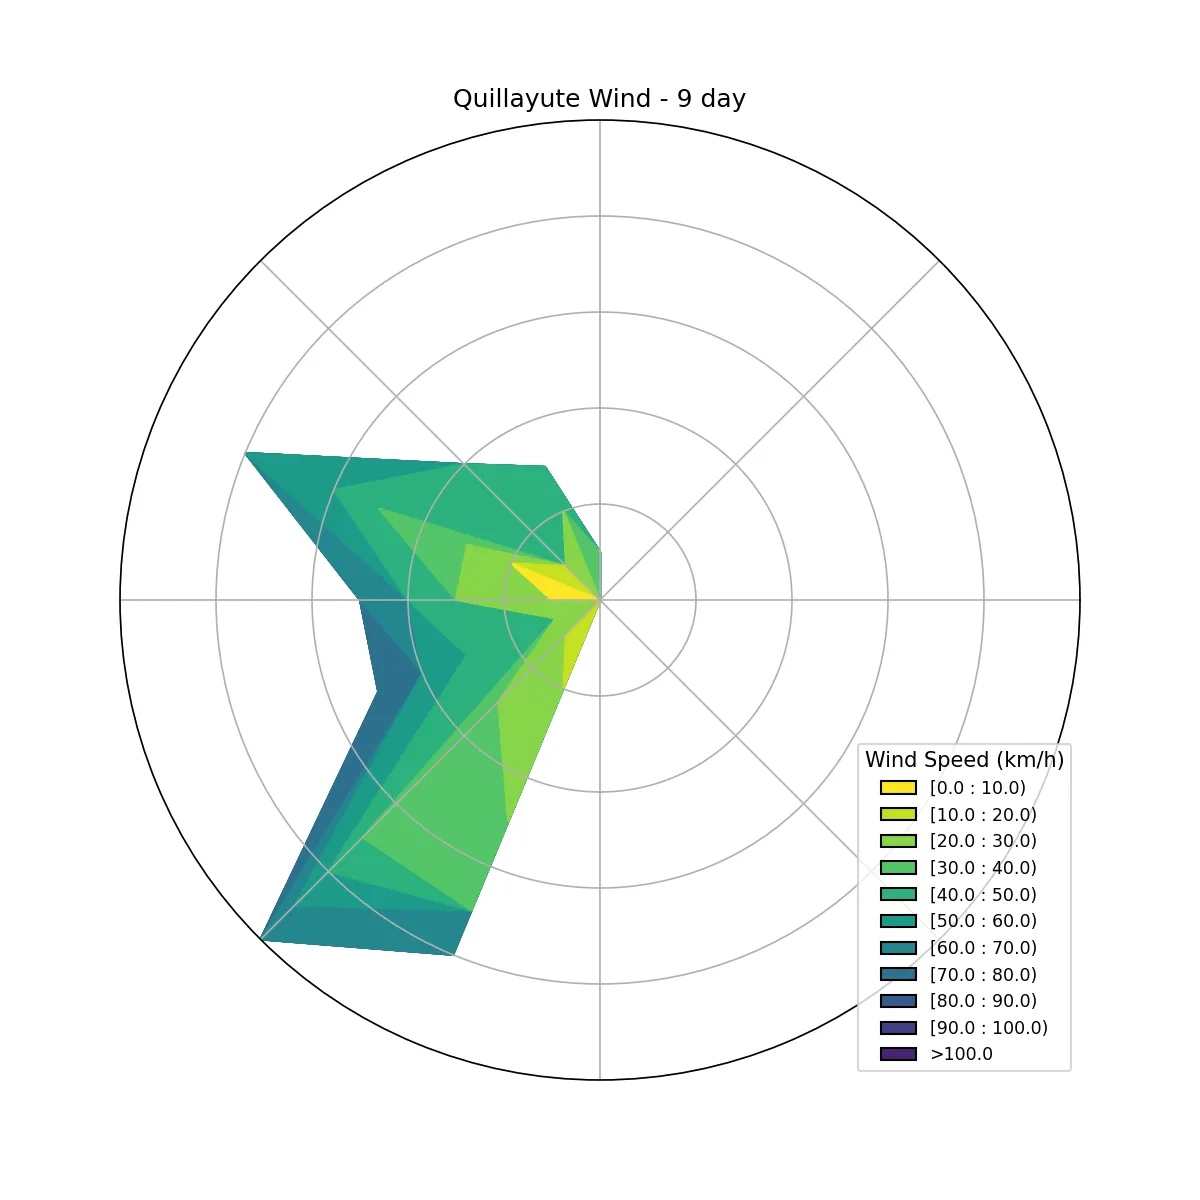 Quillayute Wind - 9 day
Wind Speed (km/h)
[0.0 : 10.0)
[10.0 : 20.0)
[20.0 : 30.0)
[30.0 : 40.0)
[40.0 : 50.0)
[50.0 : 60.0)
[60.0 : 70.0)
[70.0 : 80.0)
[80.0 : 90.0)
[90.0 : 100.0)
>100.0